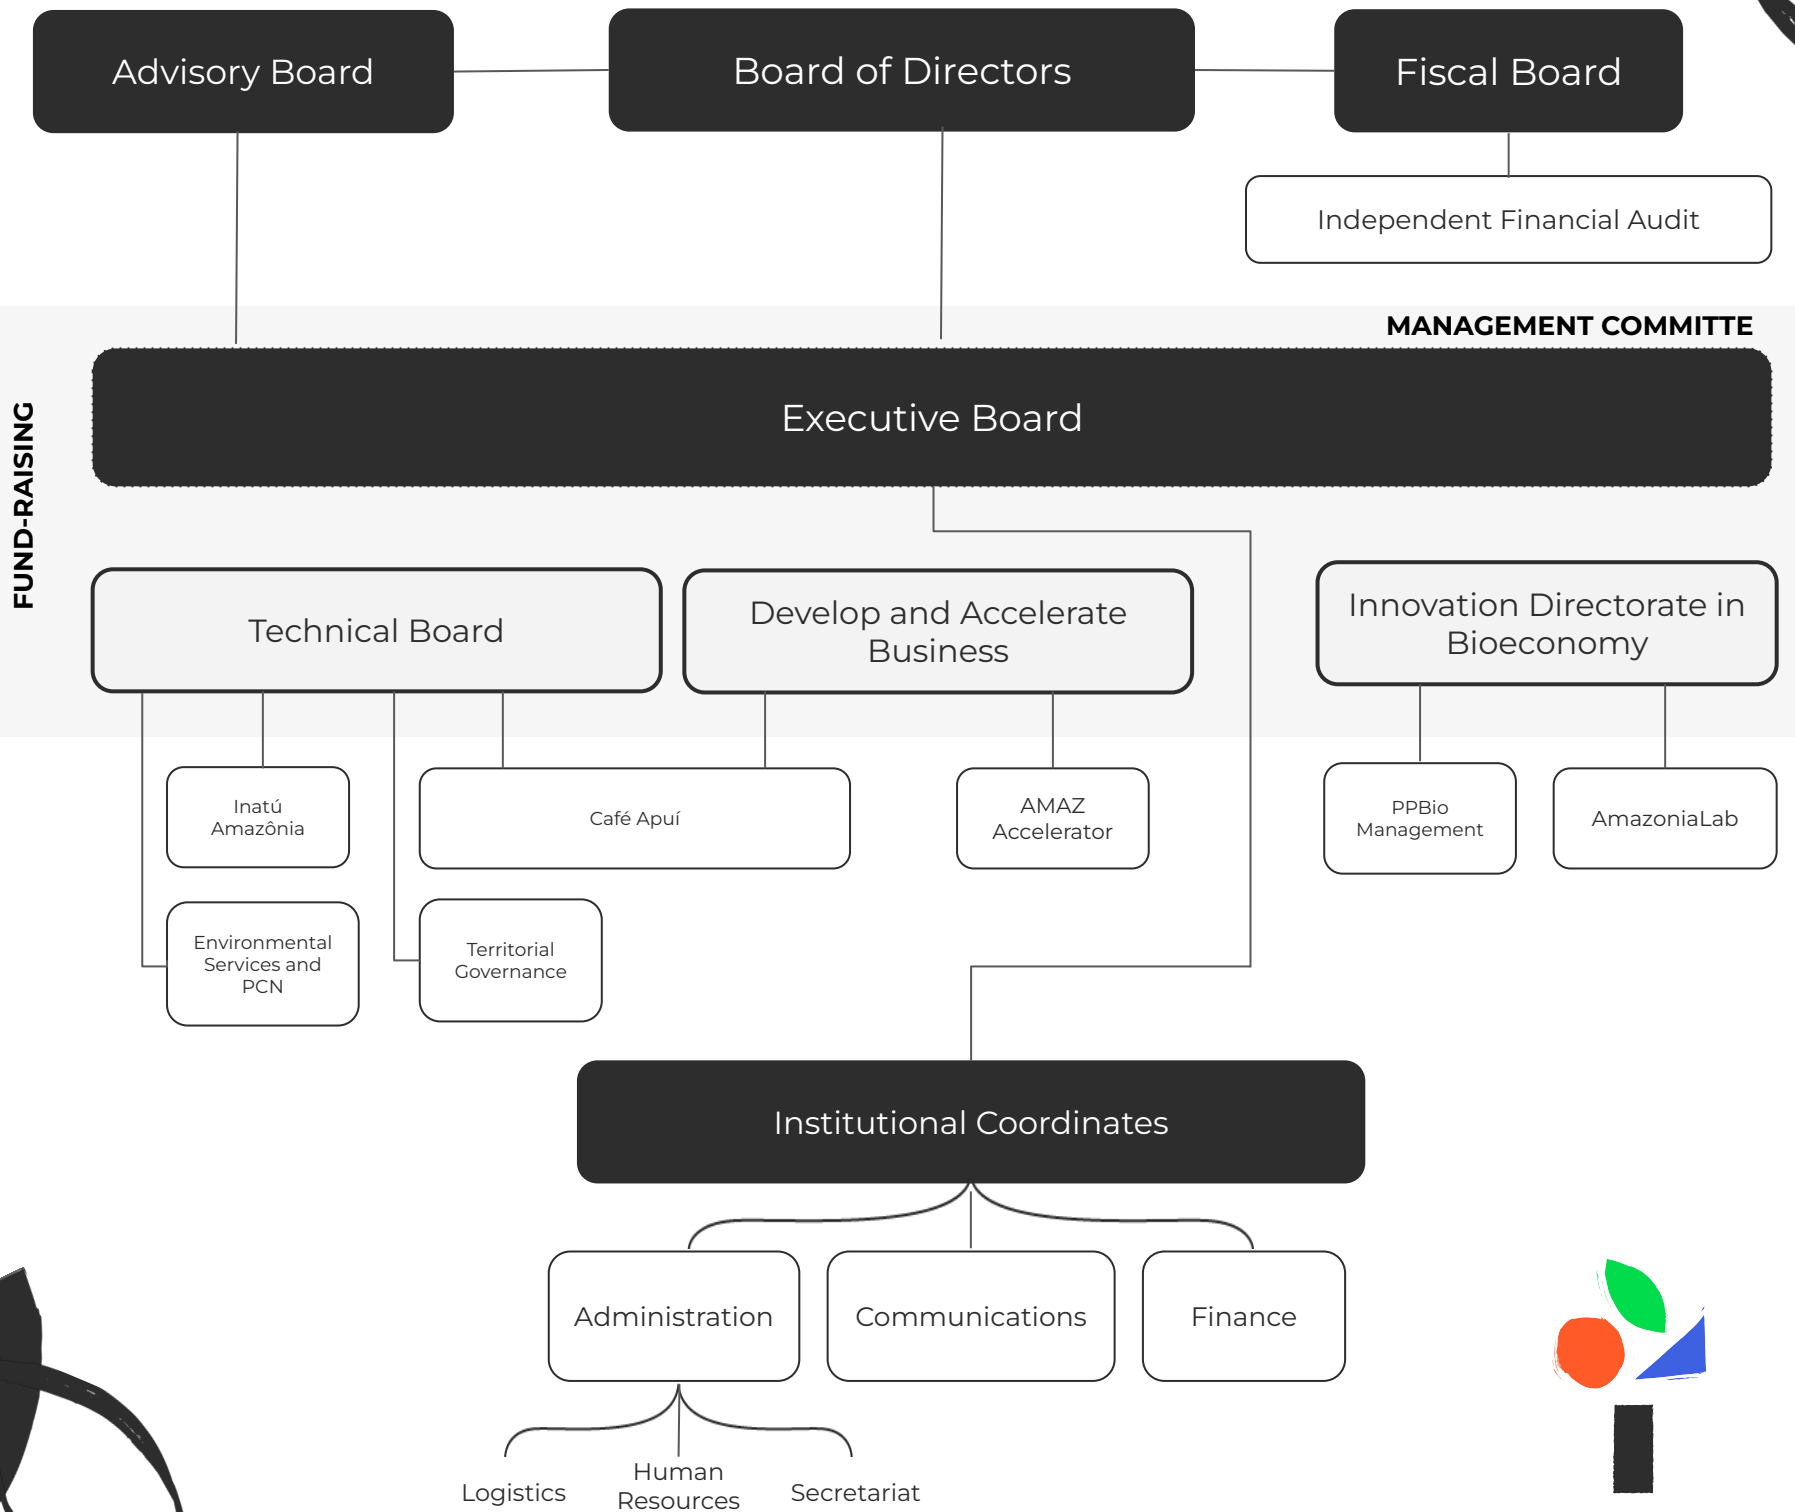 Advisory Board
Board of Directors
Fiscal Board
Independent Financial Audit
MANAGEMENT COMMITTE
Executive Board
FUND-RAISING
Technical Board
Develop and Accelerate
Business
Innovation Directorate in
Bioeconomy
Inatú
Amazônia
Café Apuí
AMAZ
Accelerator
PPBio
Management
AmazoniaLab
Environmental
Services and
PCN
Territorial
Governance
Institutional Coordinates
Administration
Communications
Finance
Logistics
Human
Resources
Secretariat